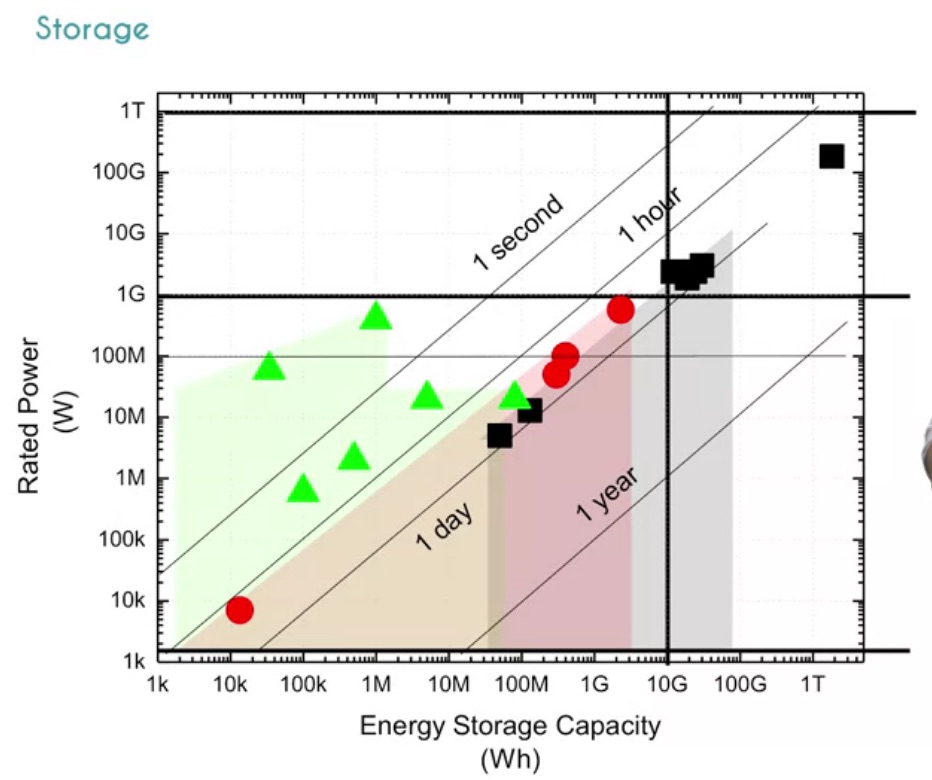 Storage
1T
100G
10G
1G
100M
10M
1M
100k
10k
1k
Rated Power
(W)
1 second
1 hour
1 day
1 year
1k
10k
100k
1M
10M
100M
1G
10G
100G
1T
Energy Storage Capacity
(Wh)